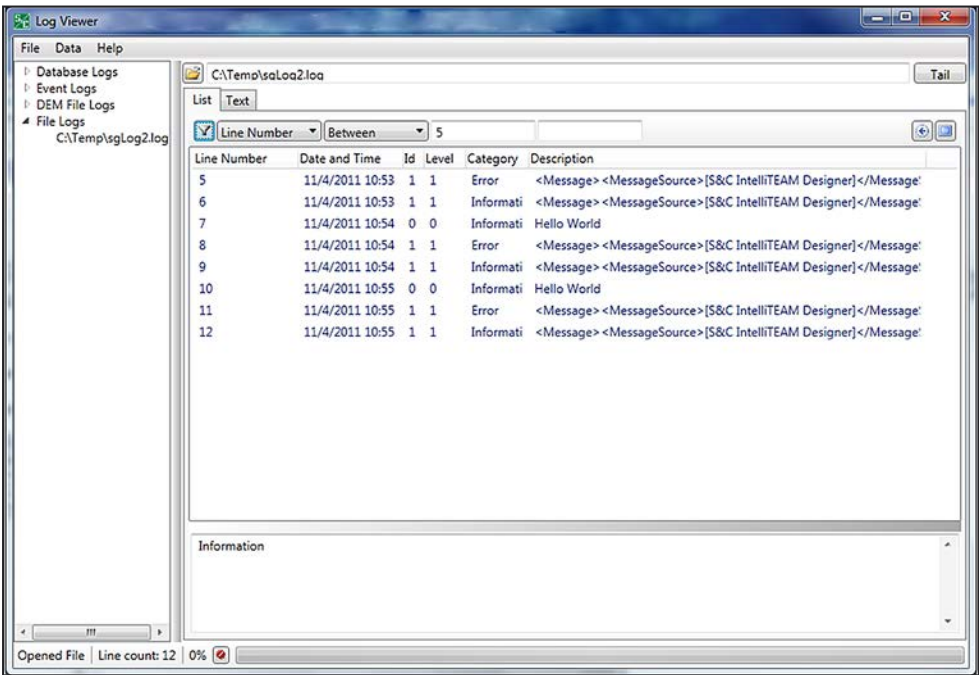 Log Viewer
File Data Help
Database Logs
Event Logs
DEM File Logs
File Logs
C:\Temp\sgLog2.log
C:\Temp\sgLog2.log
Tail
List Text
Line Number Between 5
Line Number Date and Time Id Level Category Description
5 11/4/2011 10:53 1 1 Error <Message><MessageSource>[S&C IntelliTEAM Designer]</MessageS
6 11/4/2011 10:53 1 1 Informati <Message><MessageSource>[S&C IntelliTEAM Designer]</MessageS
7 11/4/2011 10:54 0 0 Informati Hello World
8 11/4/2011 10:54 1 1 Error <Message><MessageSource>[S&C IntelliTEAM Designer]</MessageS
9 11/4/2011 10:54 1 1 Informati <Message><MessageSource>[S&C IntelliTEAM Designer]</MessageS
10 11/4/2011 10:55 0 0 Informati Hello World
11 11/4/2011 10:55 1 1 Error <Message><MessageSource>[S&C IntelliTEAM Designer]</MessageS
12 11/4/2011 10:55 1 1 Informati <Message><MessageSource>[S&C IntelliTEAM Designer]</MessageS
Information
Opened File Line count: 12 0%